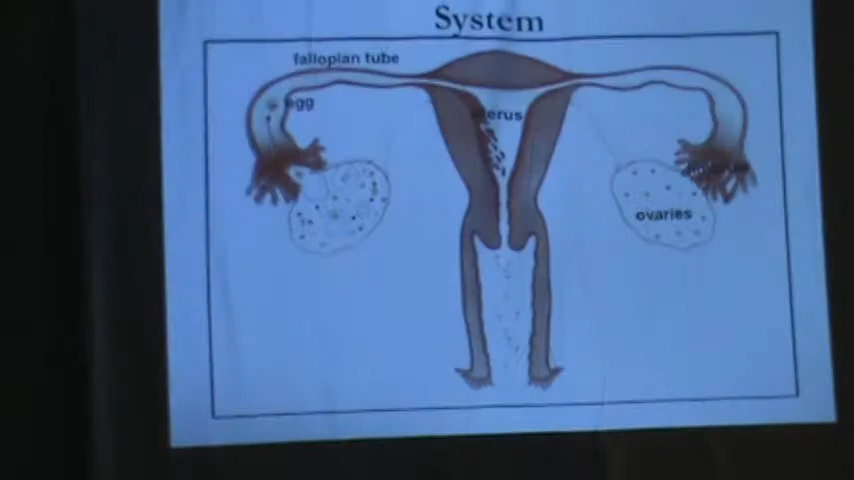 System
fallopian tube
egg
uterus
ovaries